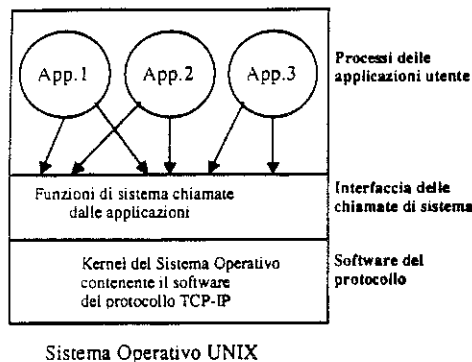 App.1
App.2
App.3
Processi delle
applicazioni utente
Funzioni di sistema chiamate
dalle applicazioni
Interfaccia delle
chiamate di sistema
Kernel del Sistema Operativo
contenente il software
del protocollo TCP-IP
Software del
protocollo
Sistema Operativo UNIX